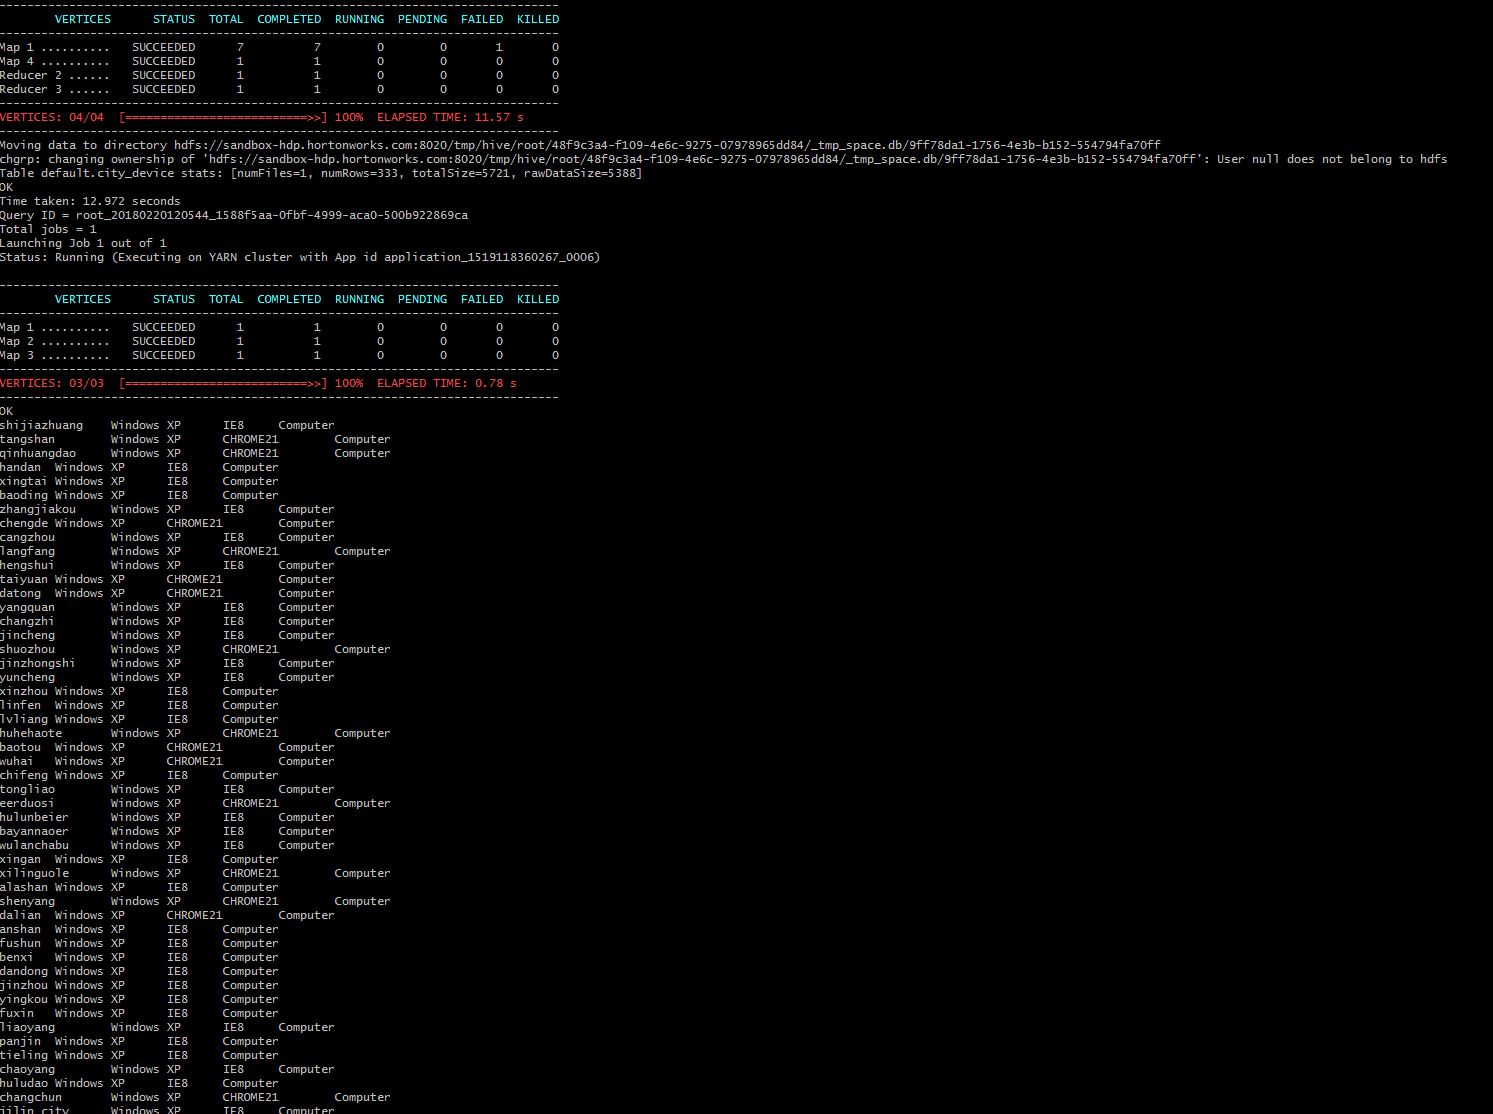 --------------------------------------------------------------------------------
VERTICES STATUS TOTAL COMPLETED RUNNING PENDING FAILED KILLED
--------------------------------------------------------------------------------
Map 1 .......... SUCCEEDED 7 7 0 0 1 0
Map 4 .......... SUCCEEDED 1 1 0 0 0 0
Reducer 2 ...... SUCCEEDED 1 1 0 0 0 0
Reducer 3 ...... SUCCEEDED 1 1 0 0 0 0
--------------------------------------------------------------------------------
VERTICES: 04/04 [==========================>>] 100% ELAPSED TIME: 11.57 s
--------------------------------------------------------------------------------
Moving data to directory hdfs://sandbox-hdp.hortonworks.com:8020/tmp/hive/root/48f9c3a4-f109-4e6c-9275-07978965dd84/_tmp_space.db/9ff78da1-1756-4e3b-b152-554794fa70ff
chgrp: changing ownership of 'hdfs://sandbox-hdp.hortonworks.com:8020/tmp/hive/root/48f9c3a4-f109-4e6c-9275-07978965dd84/_tmp_space.db/9ff78da1-1756-4e3b-b152-554794fa70ff': User null does not belong to hdfs
Table default.city_device stats: [numFiles=1, numRows=333, totalSize=5721, rawDataSize=5388]
OK
Time taken: 12.972 seconds
Query ID = root_20180220120544_1588f5aa-0fbf-4999-aca0-500b922869ca
Total jobs = 1
Launching Job 1 out of 1
Status: Running (Executing on YARN cluster with App id application_1519118360267_0006)
--------------------------------------------------------------------------------
VERTICES STATUS TOTAL COMPLETED RUNNING PENDING FAILED KILLED
--------------------------------------------------------------------------------
Map 1 .......... SUCCEEDED 1 1 0 0 0 0
Map 2 .......... SUCCEEDED 1 1 0 0 0 0
Map 3 .......... SUCCEEDED 1 1 0 0 0 0
--------------------------------------------------------------------------------
VERTICES: 03/03 [==========================>>] 100% ELAPSED TIME: 0.78 s
--------------------------------------------------------------------------------
OK
shijiazhuang Windows XP IE8 Computer
tangshan Windows XP CHROME21 Computer
qinhuangdao Windows XP CHROME21 Computer
handan Windows XP IE8 Computer
xingtai Windows XP IE8 Computer
baoding Windows XP IE8 Computer
zhangjiakou Windows XP IE8 Computer
chengde Windows XP CHROME21 Computer
cangzhou Windows XP IE8 Computer
langfang Windows XP CHROME21 Computer
hengshui Windows XP IE8 Computer
taiyuan Windows XP CHROME21 Computer
datong Windows XP CHROME21 Computer
yangquan Windows XP IE8 Computer
changzhi Windows XP IE8 Computer
jincheng Windows XP IE8 Computer
shuozhou Windows XP CHROME21 Computer
jinzhongshi Windows XP IE8 Computer
yuncheng Windows XP IE8 Computer
xinzhou Windows XP IE8 Computer
linfen Windows XP IE8 Computer
lvliang Windows XP IE8 Computer
huhehaote Windows XP CHROME21 Computer
baotou Windows XP CHROME21 Computer
wuhai Windows XP CHROME21 Computer
chifeng Windows XP IE8 Computer
tongliao Windows XP IE8 Computer
eerduosi Windows XP CHROME21 Computer
hulunbeier Windows XP IE8 Computer
bayannaoer Windows XP IE8 Computer
wulanchabu Windows XP IE8 Computer
xingan Windows XP IE8 Computer
xilinguole Windows XP CHROME21 Computer
alashan Windows XP IE8 Computer
shenyang Windows XP CHROME21 Computer
dalian Windows XP CHROME21 Computer
anshan Windows XP IE8 Computer
fushun Windows XP IE8 Computer
benxi Windows XP IE8 Computer
dandong Windows XP IE8 Computer
jinzhou Windows XP IE8 Computer
yingkou Windows XP IE8 Computer
fuxin Windows XP IE8 Computer
liaoyang Windows XP IE8 Computer
panjin Windows XP IE8 Computer
tieling Windows XP IE8 Computer
chaoyang Windows XP IE8 Computer
huludao Windows XP IE8 Computer
changchun Windows XP CHROME21 Computer
jilin city Windows XP IE8 Computer